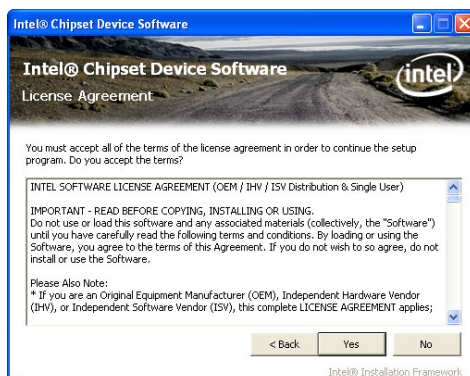 Intel® Chipset Device Software
Intel® Chipset Device Software
intel
License Agreement
You must accept all of the terms of the license agreement in order to continue the setup
program. Do you accept the terms?
INTEL SOFTWARE LICENSE AGREEMENT (OEM / IHV / ISV Distribution & Single User)
IMPORTANT - READ BEFORE COPYING, INSTALLING OR USING.
Do not use or load this software and any associated materials (collectively, the "Software")
until you have carefully read the following terms and conditions. By loading or using the
Software, you agree to the terms of this Agreement. If you do not wish to so agree, do not
install or use the Software.
Please Also Note:
* If you are an Original Equipment Manufacturer (OEM), Independent Hardware Vendor
(IHV), or Independent Software Vendor (ISV), this complete LICENSE AGREEMENT applies;
< Back Yes No
Intel® Installation Framework